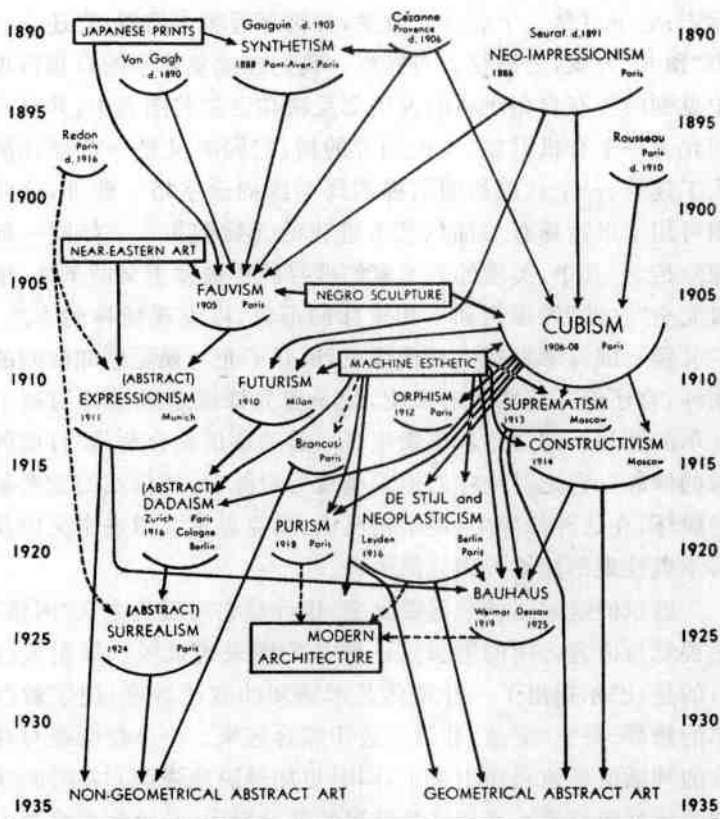 1890
JAPANESE PRINTS
Van Gogh
d. 1890
Gauguin d. 1903
SYNTHETISM
1888 Pont-Aven, Paris
Cézanne
Provence
d. 1906
Seurat d. 1891
NEO-IMPRESSIONISM
1886 Paris
1890
1895
1895
Redon
Paris
d. 1916
Rousseau
Paris
d. 1910
1900
1900
NEAR-EASTERN ART
1905
FAUVISM
1905 Paris
NEGRO SCULPTURE
CUBISM
1906-08 Paris
1905
1910
(ABSTRACT)
EXPRESSIONISM
1911 Munich
FUTURISM
1910 Milan
MACHINE ESTHETIC
ORPHISM
1912 Paris
SUPREMATISM
1913 Moscow
CONSTRUCTIVISM
1914 Moscow
1910
Brancusi
Paris
1915
1915
(ABSTRACT)
DADAISM
Zurich Paris
1916 Cologne
Berlin
PURISM
1918 Paris
DE STIJL and
NEOPLASTICISM
Leyden Berlin
1916 Paris
1920
1920
BAUHAUS
Weimar Dessau
1919 1925
(ABSTRACT)
SURREALISM
1924 Paris
1925
MODERN
ARCHITECTURE
1925
1930
1930
NON-GEOMETRICAL ABSTRACT ART
GEOMETRICAL ABSTRACT ART
1935
1935